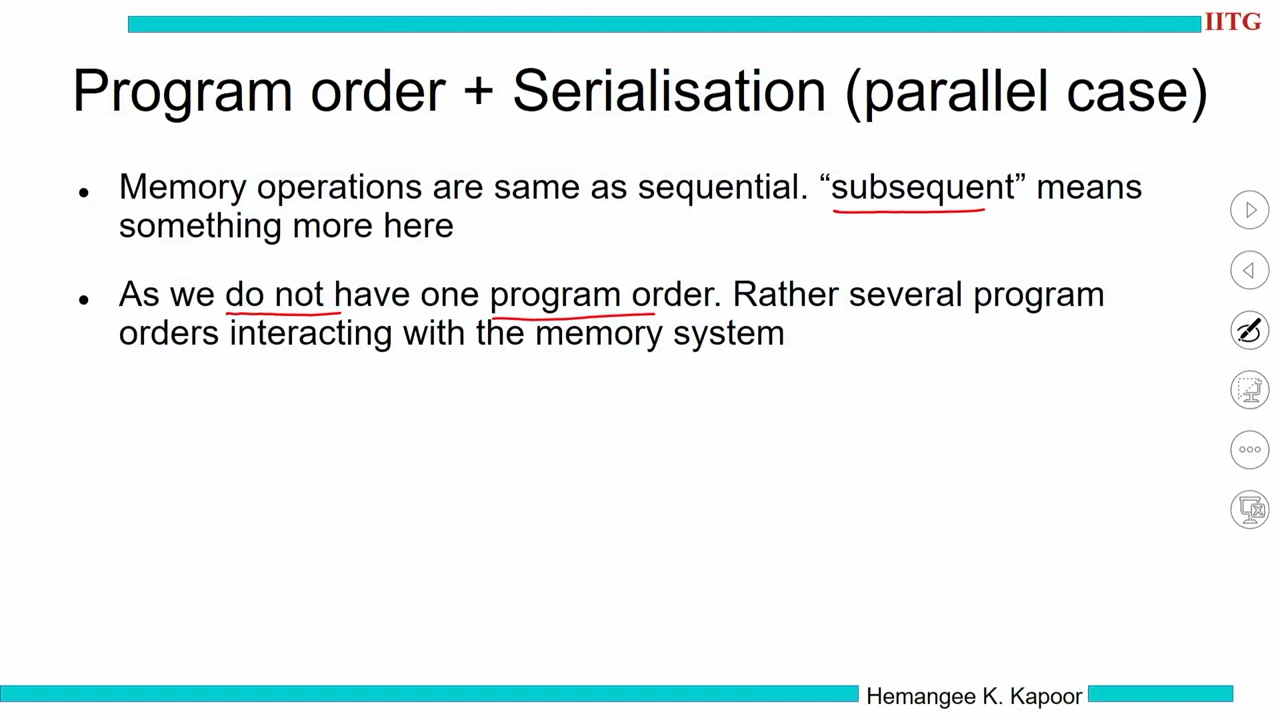 IITG
Program order + Serialisation (parallel case)
• Memory operations are same as sequential. “subsequent” means
something more here
• As we do not have one program order. Rather several program
orders interacting with the memory system
Hemangee K. Kapoor